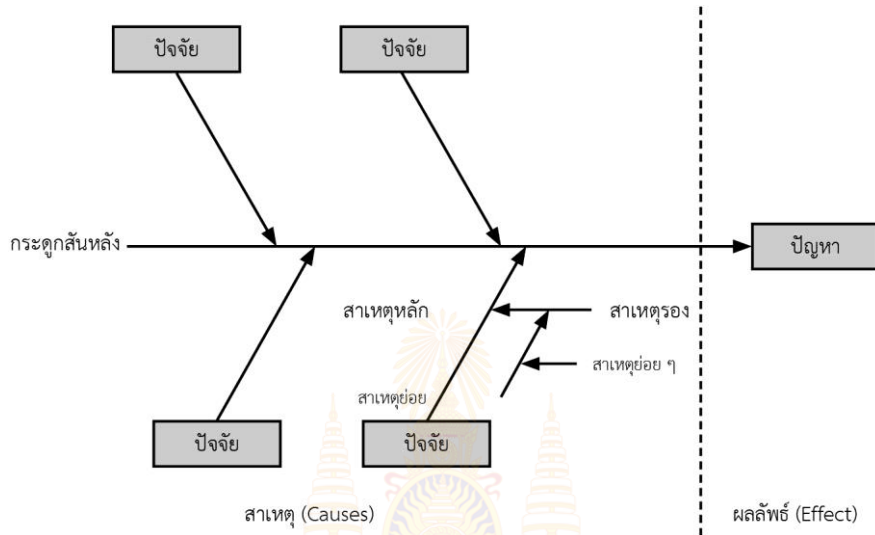 ปัจจัย
ปัจจัย
กระดูกสันหลัง
ปัญหา
สาเหตุหลัก
สาเหตุรอง
สาเหตุย่อย ๆ
สาเหตุย่อย
ปัจจัย
ปัจจัย
สาเหตุ (Causes)
ผลลัพธ์ (Effect)